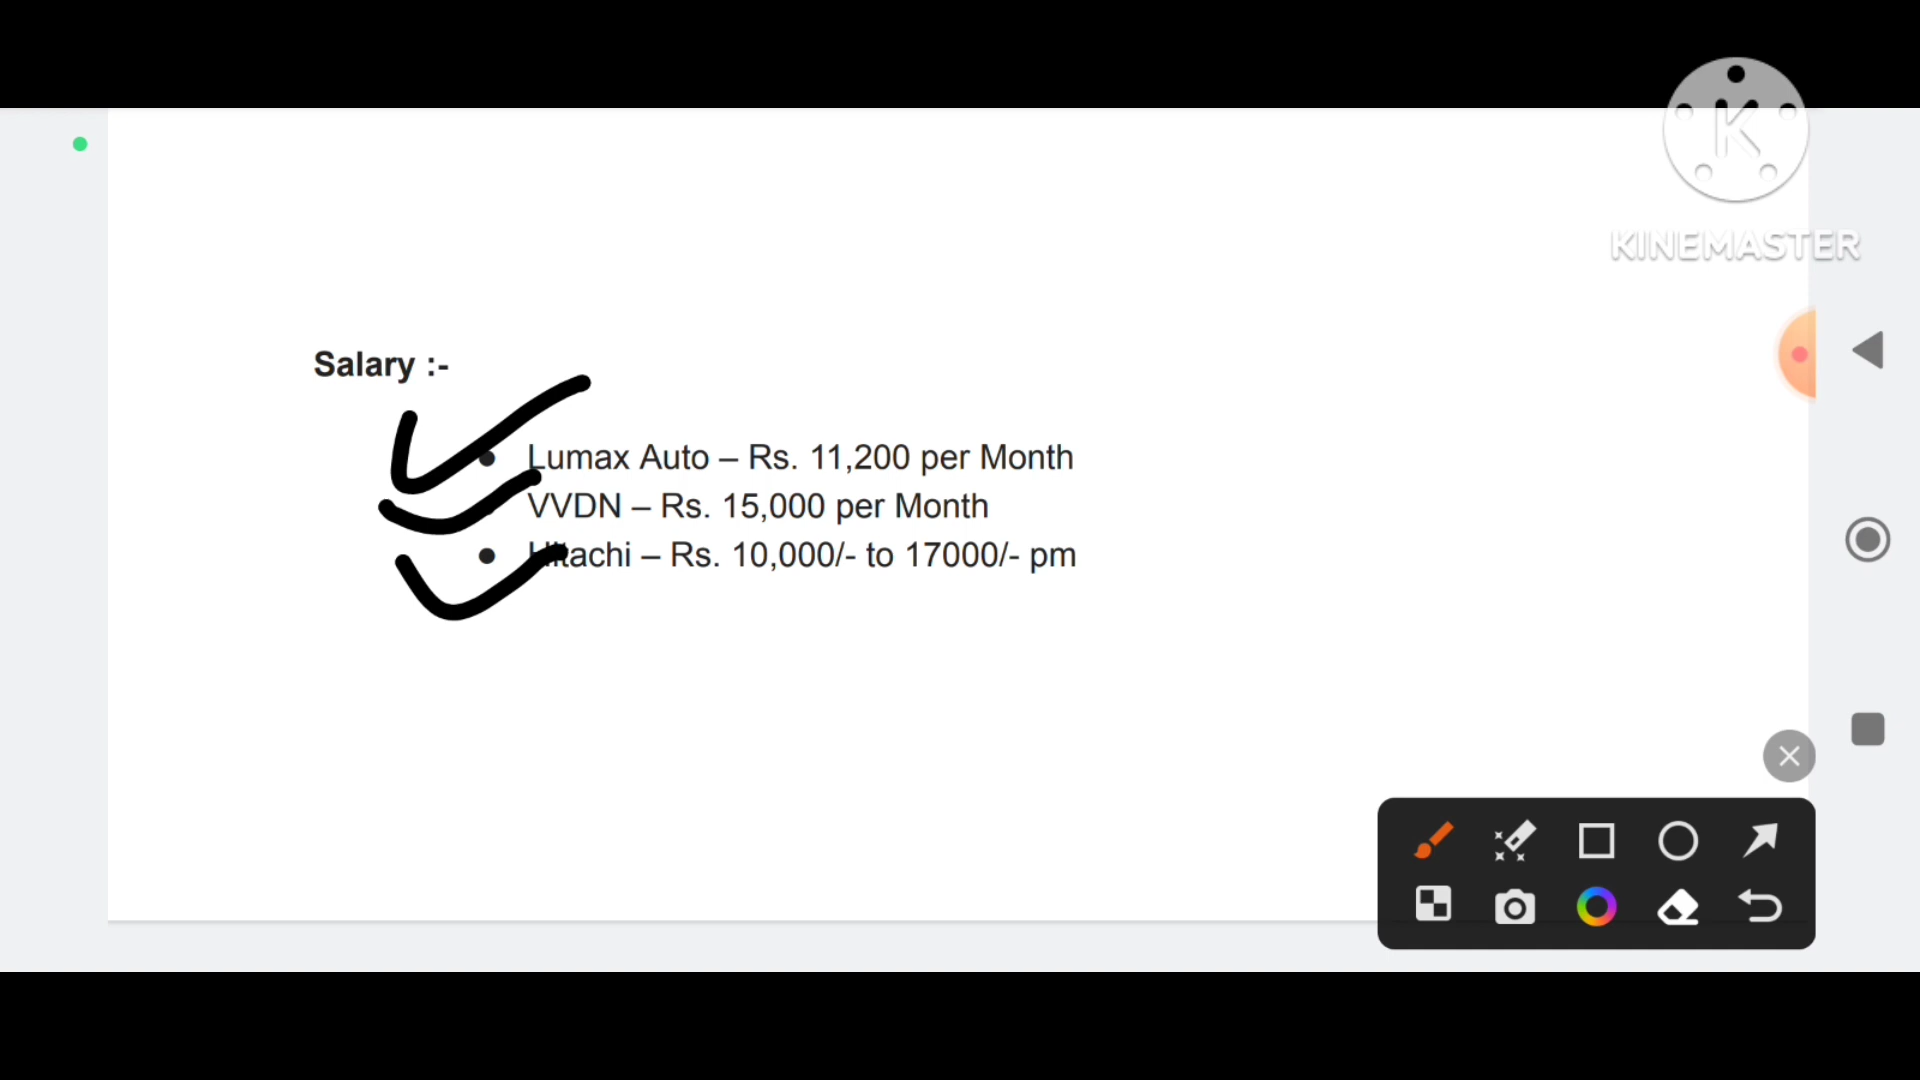 K
KINEMASTER
Salary :-
Lumax Auto – Rs. 11,200 per Month
VVDN – Rs. 15,000 per Month
Hitachi – Rs. 10,000/- to 17000/- pm